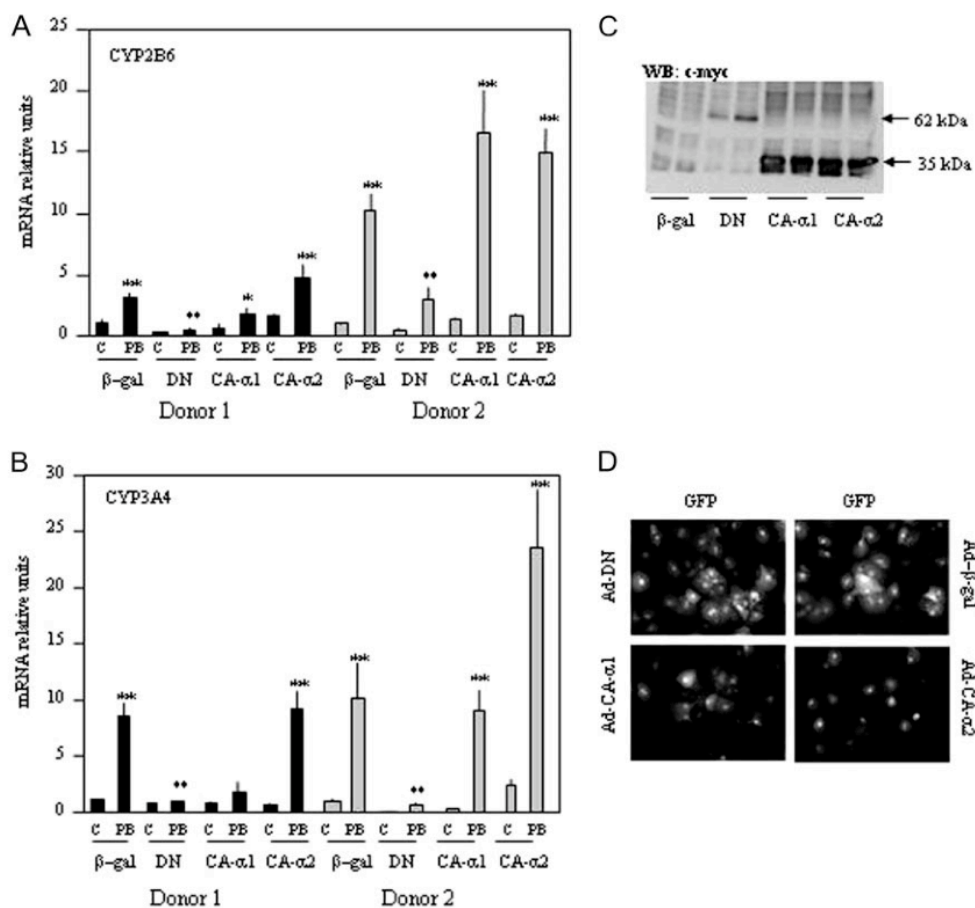 A
25
20
15
10
5
0
mRNA relative units
CYP2B6
** ** * ** ** ** ** **
C PB C PB C PB C PB C PB C PB C PB C PB
β-gal DN CA-α1 CA-α2 β-gal DN CA-α1 CA-α2
Donor 1 Donor 2
B
30
25
20
15
10
5
0
mRNA relative units
CYP3A4
** ** ** ** ** ** **
C PB C PB C PB C PB C PB C PB C PB C PB
β-gal DN CA-α1 CA-α2 β-gal DN CA-α1 CA-α2
Donor 1 Donor 2
C
WB: c-myc
62 kDa
35 kDa
β-gal DN CA-α1 CA-α2
D
GFP GFP
Ad-DN
Ad-β-gal
Ad-CA-α1
Ad-CA-α2